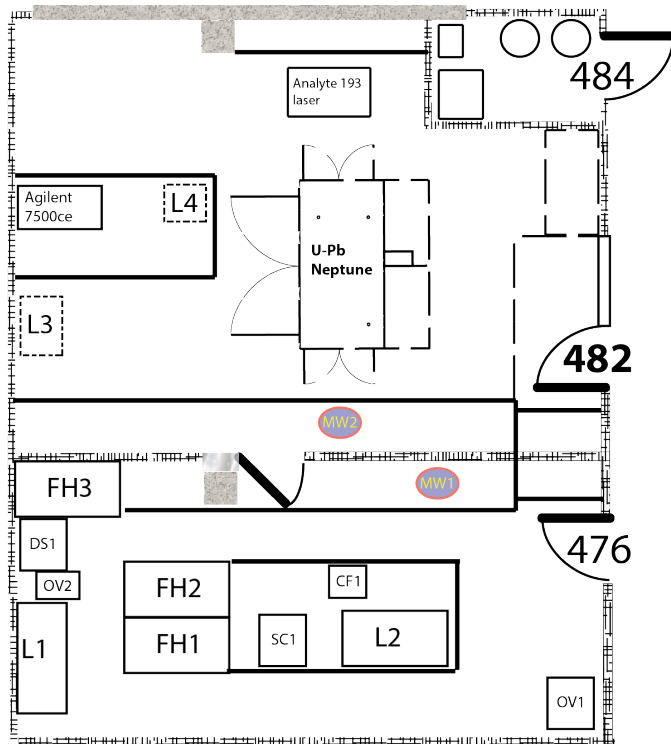 484
Analyte 193
laser
Agilent
7500ce
L4
U-Pb
Neptune
L3
482
MW2
FH3
MW1
DS1
476
OV2
FH2
CF1
L1
FH1
SC1
L2
OV1